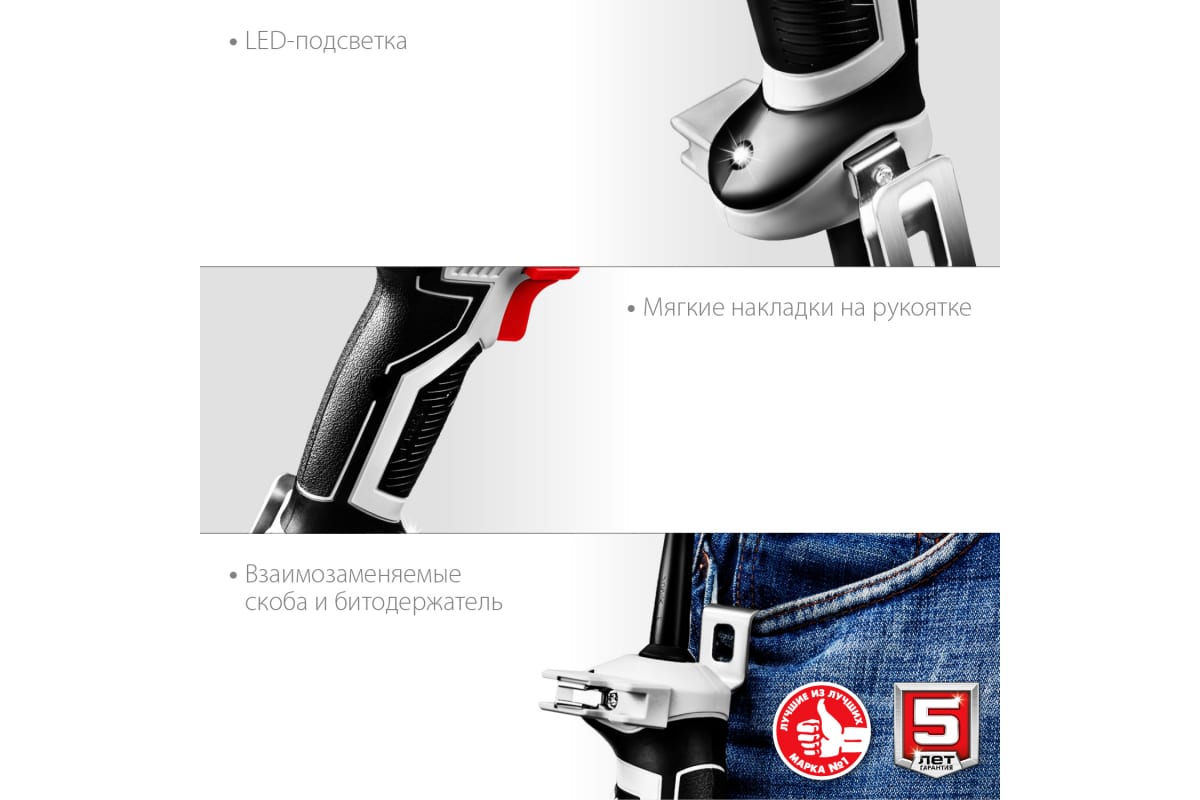 • LED-подсветка
• Мягкие накладки на рукоятке
• Взаимозаменяемые
скоба и битодержатель
ЛУЧШИЕ ИЗ ЛУЧШИХ
МАРКА №1
5
лет
ГАРАНТИЯ